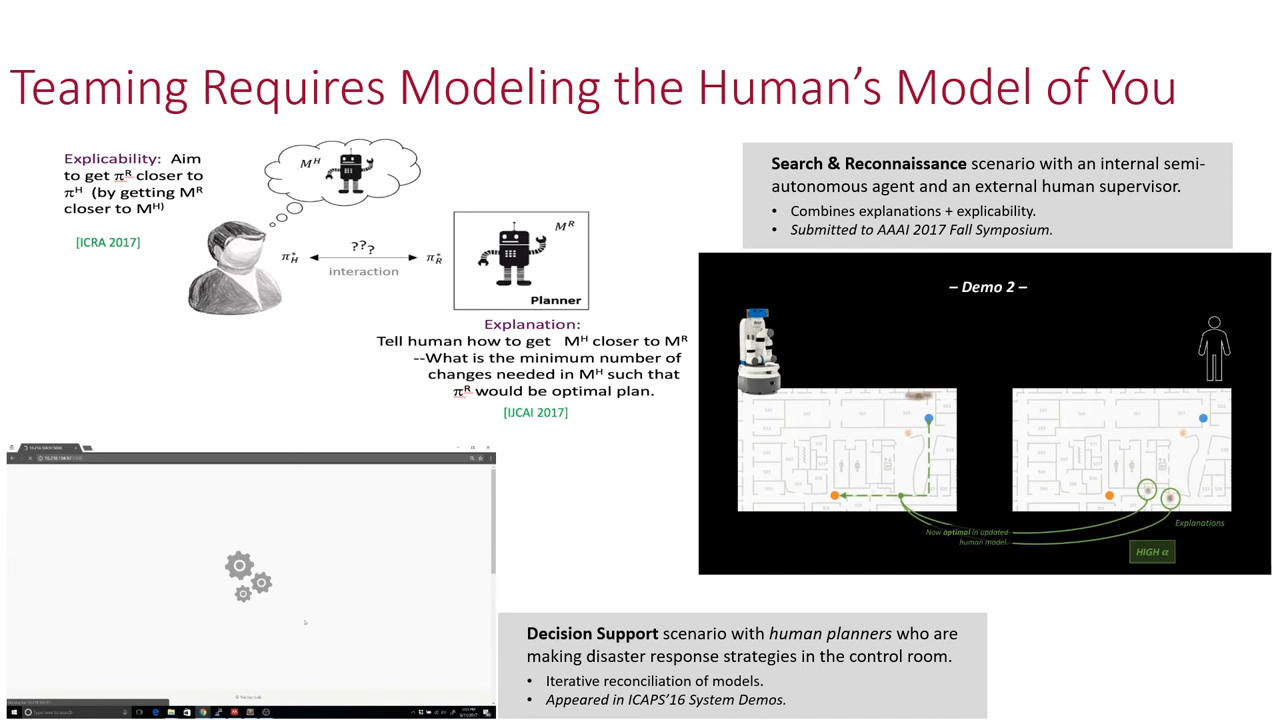 Teaming Requires Modeling the Human's Model of You
Explicability: Aim
to get πᴿ closer to
πᴴ (by getting Mᴿ
closer to Mᴴ)
[ICRA 2017]
Mᴴ
π*H
???
interaction
π*R
Mᴿ
Planner
Explanation:
Tell human how to get Mᴴ closer to Mᴿ
--What is the minimum number of
changes needed in Mᴴ such that
πᴿ would be optimal plan.
[IJCAI 2017]
Search & Reconnaissance scenario with an internal semi-
autonomous agent and an external human supervisor.
• Combines explanations + explicability.
• Submitted to AAAI 2017 Fall Symposium.
– Demo 2 –
Now optimal in updated
human model.
Explanations
HIGH α
Decision Support scenario with human planners who are
making disaster response strategies in the control room.
• Iterative reconciliation of models.
• Appeared in ICAPS'16 System Demos.